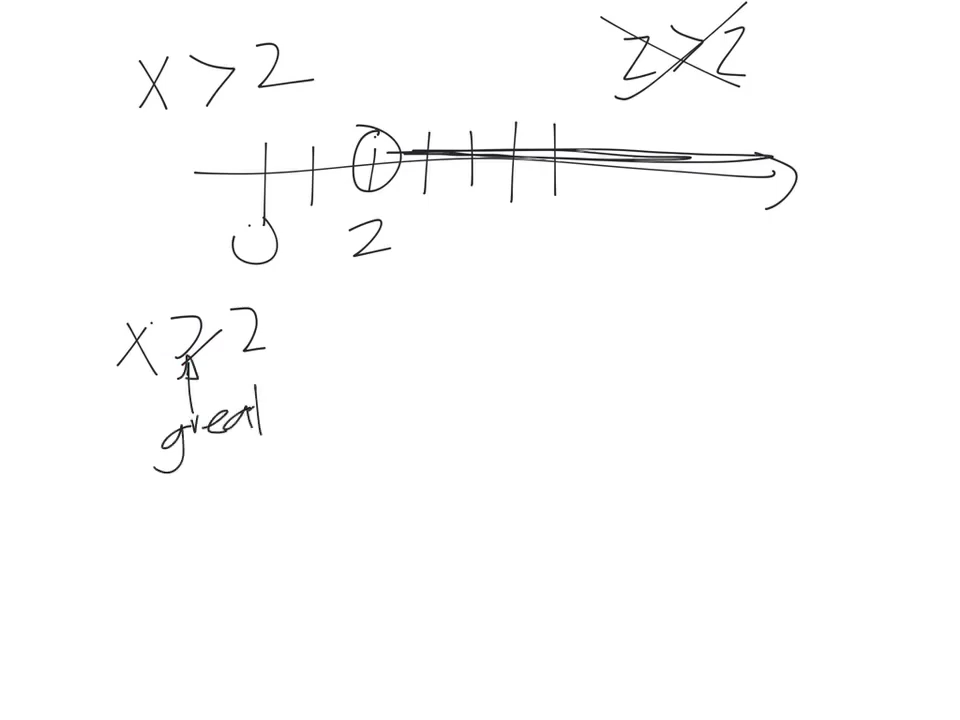 x > 2
2 > 2
0
2
x ≥ 2
great